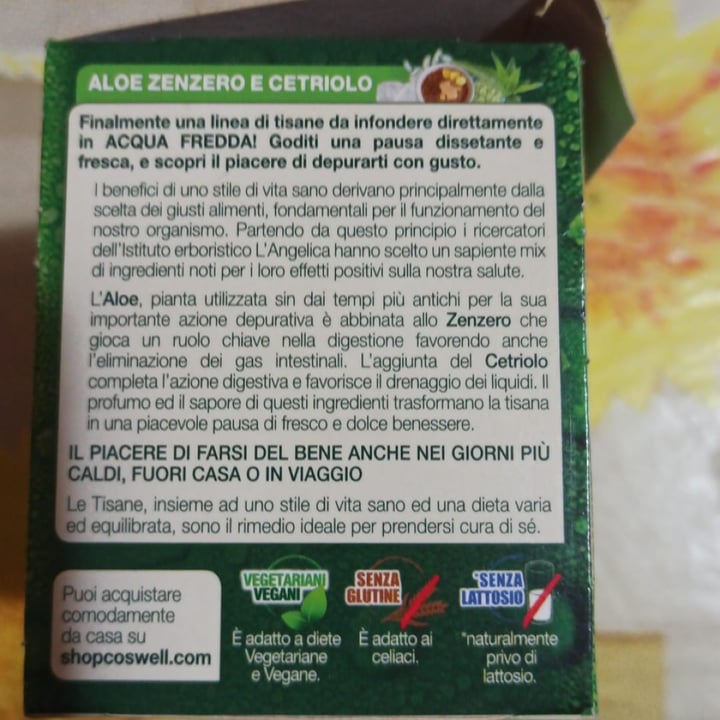 ALOE ZENZERO E CETRIOLO
Finalmente una linea di tisane da infondere direttamente
in ACQUA FREDDA! Goditi una pausa dissetante e
fresca, e scopri il piacere di depurarti con gusto.
I benefici di uno stile di vita sano derivano principalmente dalla
scelta dei giusti alimenti, fondamentali per il funzionamento del
nostro organismo. Partendo da questo principio i ricercatori
dell'Istituto erboristico L'Angelica hanno scelto un sapiente mix
di ingredienti noti per i loro effetti positivi sulla nostra salute.
L'Aloe, pianta utilizzata sin dai tempi più antichi per la sua
importante azione depurativa è abbinata allo Zenzero che
gioca un ruolo chiave nella digestione favorendo anche
l'eliminazione dei gas intestinali. L'aggiunta del Cetriolo
completa l'azione digestiva e favorisce il drenaggio dei liquidi. Il
profumo ed il sapore di questi ingredienti trasformano la tisana
in una piacevole pausa di fresco e dolce benessere.
IL PIACERE DI FARSI DEL BENE ANCHE NEI GIORNI PIÙ
CALDI, FUORI CASA O IN VIAGGIO
Le Tisane, insieme ad uno stile di vita sano ed una dieta varia
ed equilibrata, sono il rimedio ideale per prendersi cura di sé.
Puoi acquistare
comodamente
da casa su
shopcoswell.com
VEGETARIANI
VEGANI
È adatto a diete
Vegetariane
e Vegane.
SENZA
GLUTINE
È adatto ai
celiaci.
*SENZA
LATTOSIO
*naturalmente
privo di
lattosio.